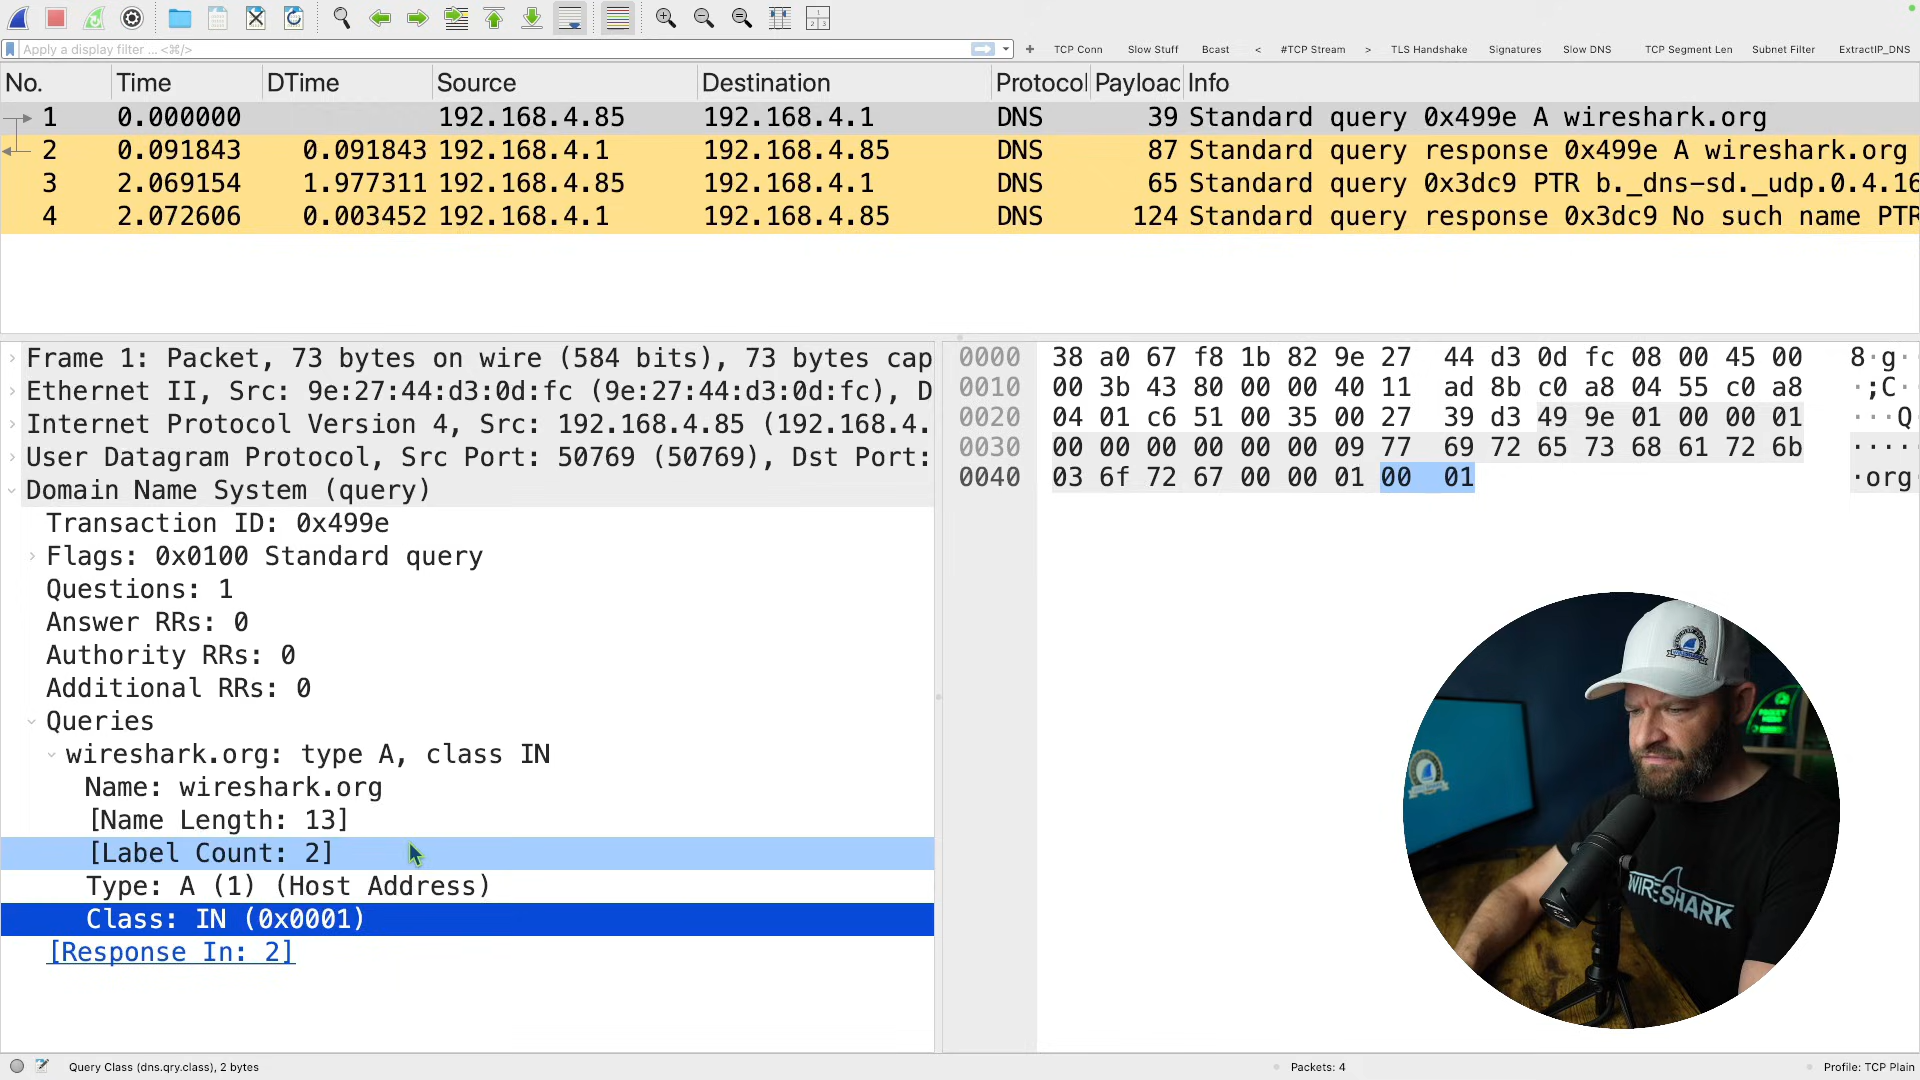 Apply a display filter ... <⌘/>
TCP Conn Slow Stuff Bcast < #TCP Stream > TLS Handshake Signatures Slow DNS TCP Segment Len Subnet Filter ExtractIP_DNS
No. Time DTime Source Destination Protocol Payloac Info
1 0.000000 192.168.4.85 192.168.4.1 DNS 39 Standard query 0x499e A wireshark.org
2 0.091843 0.091843 192.168.4.1 192.168.4.85 DNS 87 Standard query response 0x499e A wireshark.org
3 2.069154 1.977311 192.168.4.85 192.168.4.1 DNS 65 Standard query 0x3dc9 PTR b._dns-sd._udp.0.4.16
4 2.072606 0.003452 192.168.4.1 192.168.4.85 DNS 124 Standard query response 0x3dc9 No such name PTR
Frame 1: Packet, 73 bytes on wire (584 bits), 73 bytes cap
Ethernet II, Src: 9e:27:44:d3:0d:fc (9e:27:44:d3:0d:fc), D
Internet Protocol Version 4, Src: 192.168.4.85 (192.168.4.
User Datagram Protocol, Src Port: 50769 (50769), Dst Port:
Domain Name System (query)
Transaction ID: 0x499e
Flags: 0x0100 Standard query
Questions: 1
Answer RRs: 0
Authority RRs: 0
Additional RRs: 0
Queries
wireshark.org: type A, class IN
Name: wireshark.org
[Name Length: 13]
[Label Count: 2]
Type: A (1) (Host Address)
Class: IN (0x0001)
[Response In: 2]
0000 38 a0 67 f8 1b 82 9e 27 44 d3 0d fc 08 00 45 00 8·g·
0010 00 3b 43 80 00 00 40 11 ad 8b c0 a8 04 55 c0 a8 ·;C·
0020 04 01 c6 51 00 35 00 27 39 d3 49 9e 01 00 00 01 ···Q
0030 00 00 00 00 00 00 09 77 69 72 65 73 68 61 72 6b ·····
0040 03 6f 72 67 00 00 01 00 01 ·org
PACKET
WIRESHARK
Query Class (dns.qry.class), 2 bytes
Packets: 4
Profile: TCP Plain